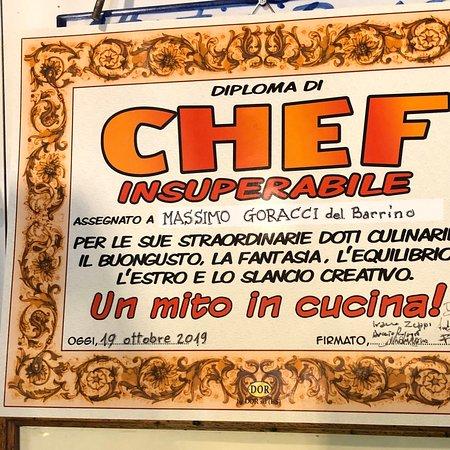 DIPLOMA DI
CHEF
INSUPERABILE
ASSEGNATO A MASSIMO GORACCI del Barrino
PER LE SUE STRAORDINARIE DOTI CULINARIE
IL BUONGUSTO, LA FANTASIA, L'EQUILIBRIO
L'ESTRO E LO SLANCIO CREATIVO.
Un mito in cucina!
OGGI, 19 ottobre 2019 FIRMATO,
DOR